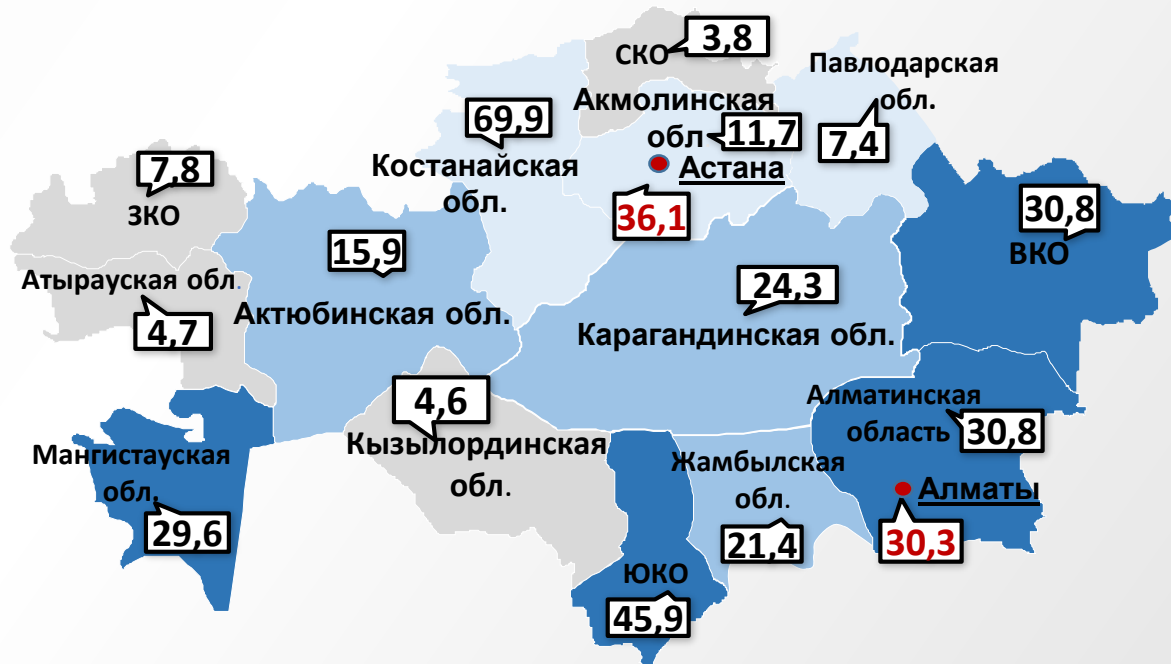 СКО
3,8
Павлодарская
обл.
7,4
Акмолинская
обл
11,7
Астана
36,1
69,9
Костанайская
обл.
7,8
ЗКО
30,8
ВКО
15,9
Актюбинская обл.
Атырауская обл.
4,7
24,3
Карагандинская обл.
4,6
Кызылординская
обл.
Алматинская
область
30,8
Алматы
30,3
Мангистауская
обл.
29,6
Жамбылская
обл.
21,4
ЮКО
45,9